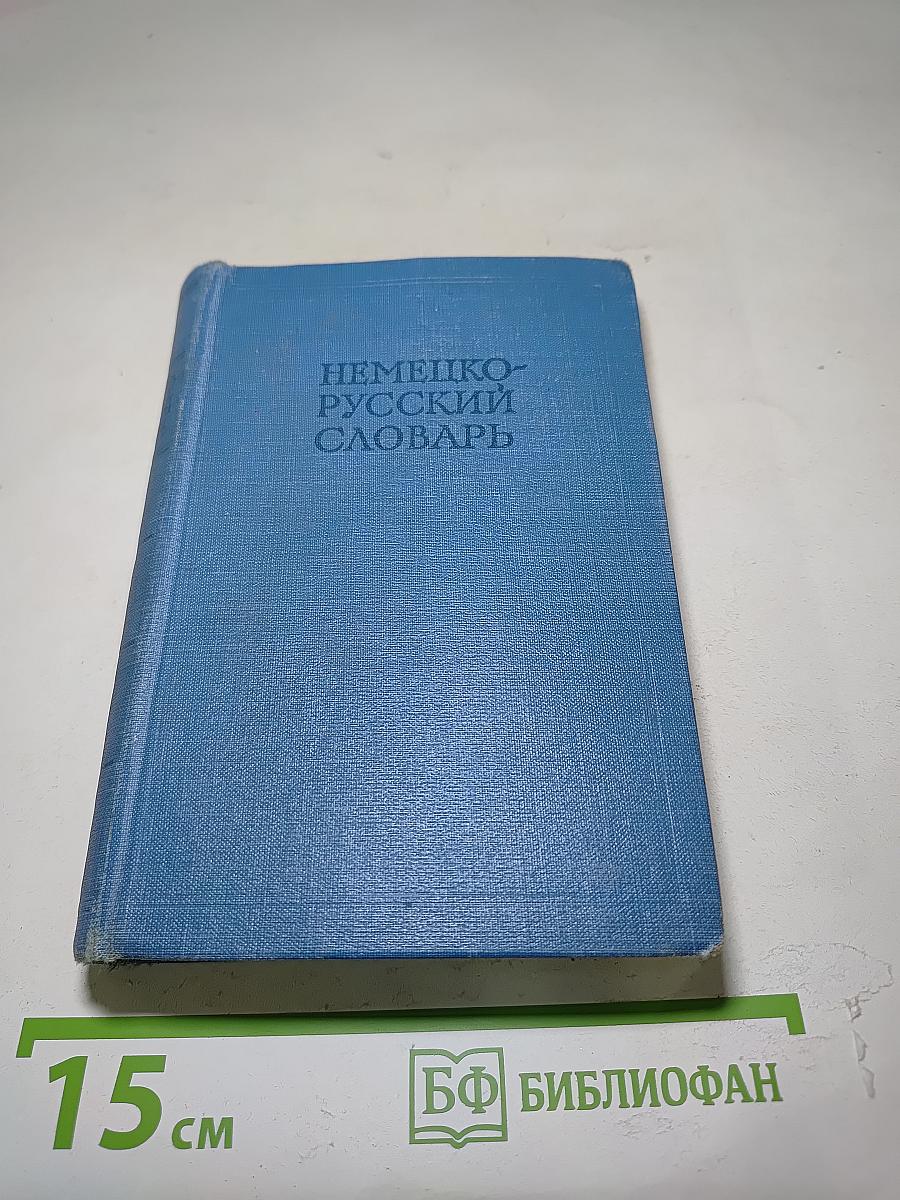 НЕМЕЦКО-
РУССКИЙ
СЛОВАРЬ
15 см
БФ БИБЛИОФАН